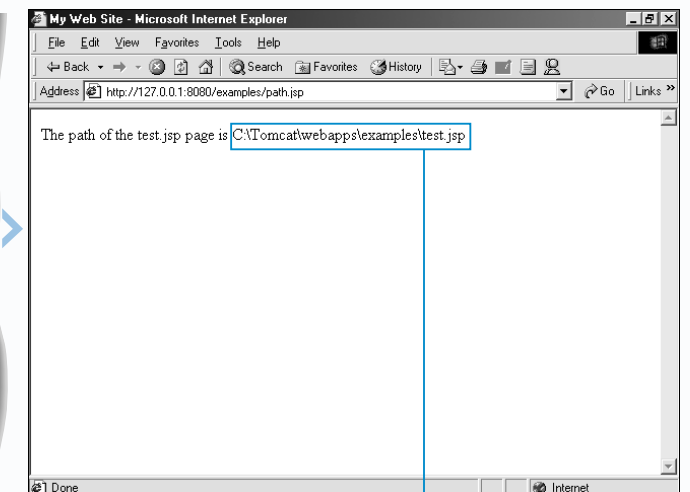 My Web Site - Microsoft Internet Explorer
File Edit View Favorites Tools Help
Back Search Favorites History
Address http://127.0.0.1:8080/examples/path.jsp Go Links »
The path of the test.jsp page is C:\Tomcat\webapps\examples\test.jsp
Done Internet